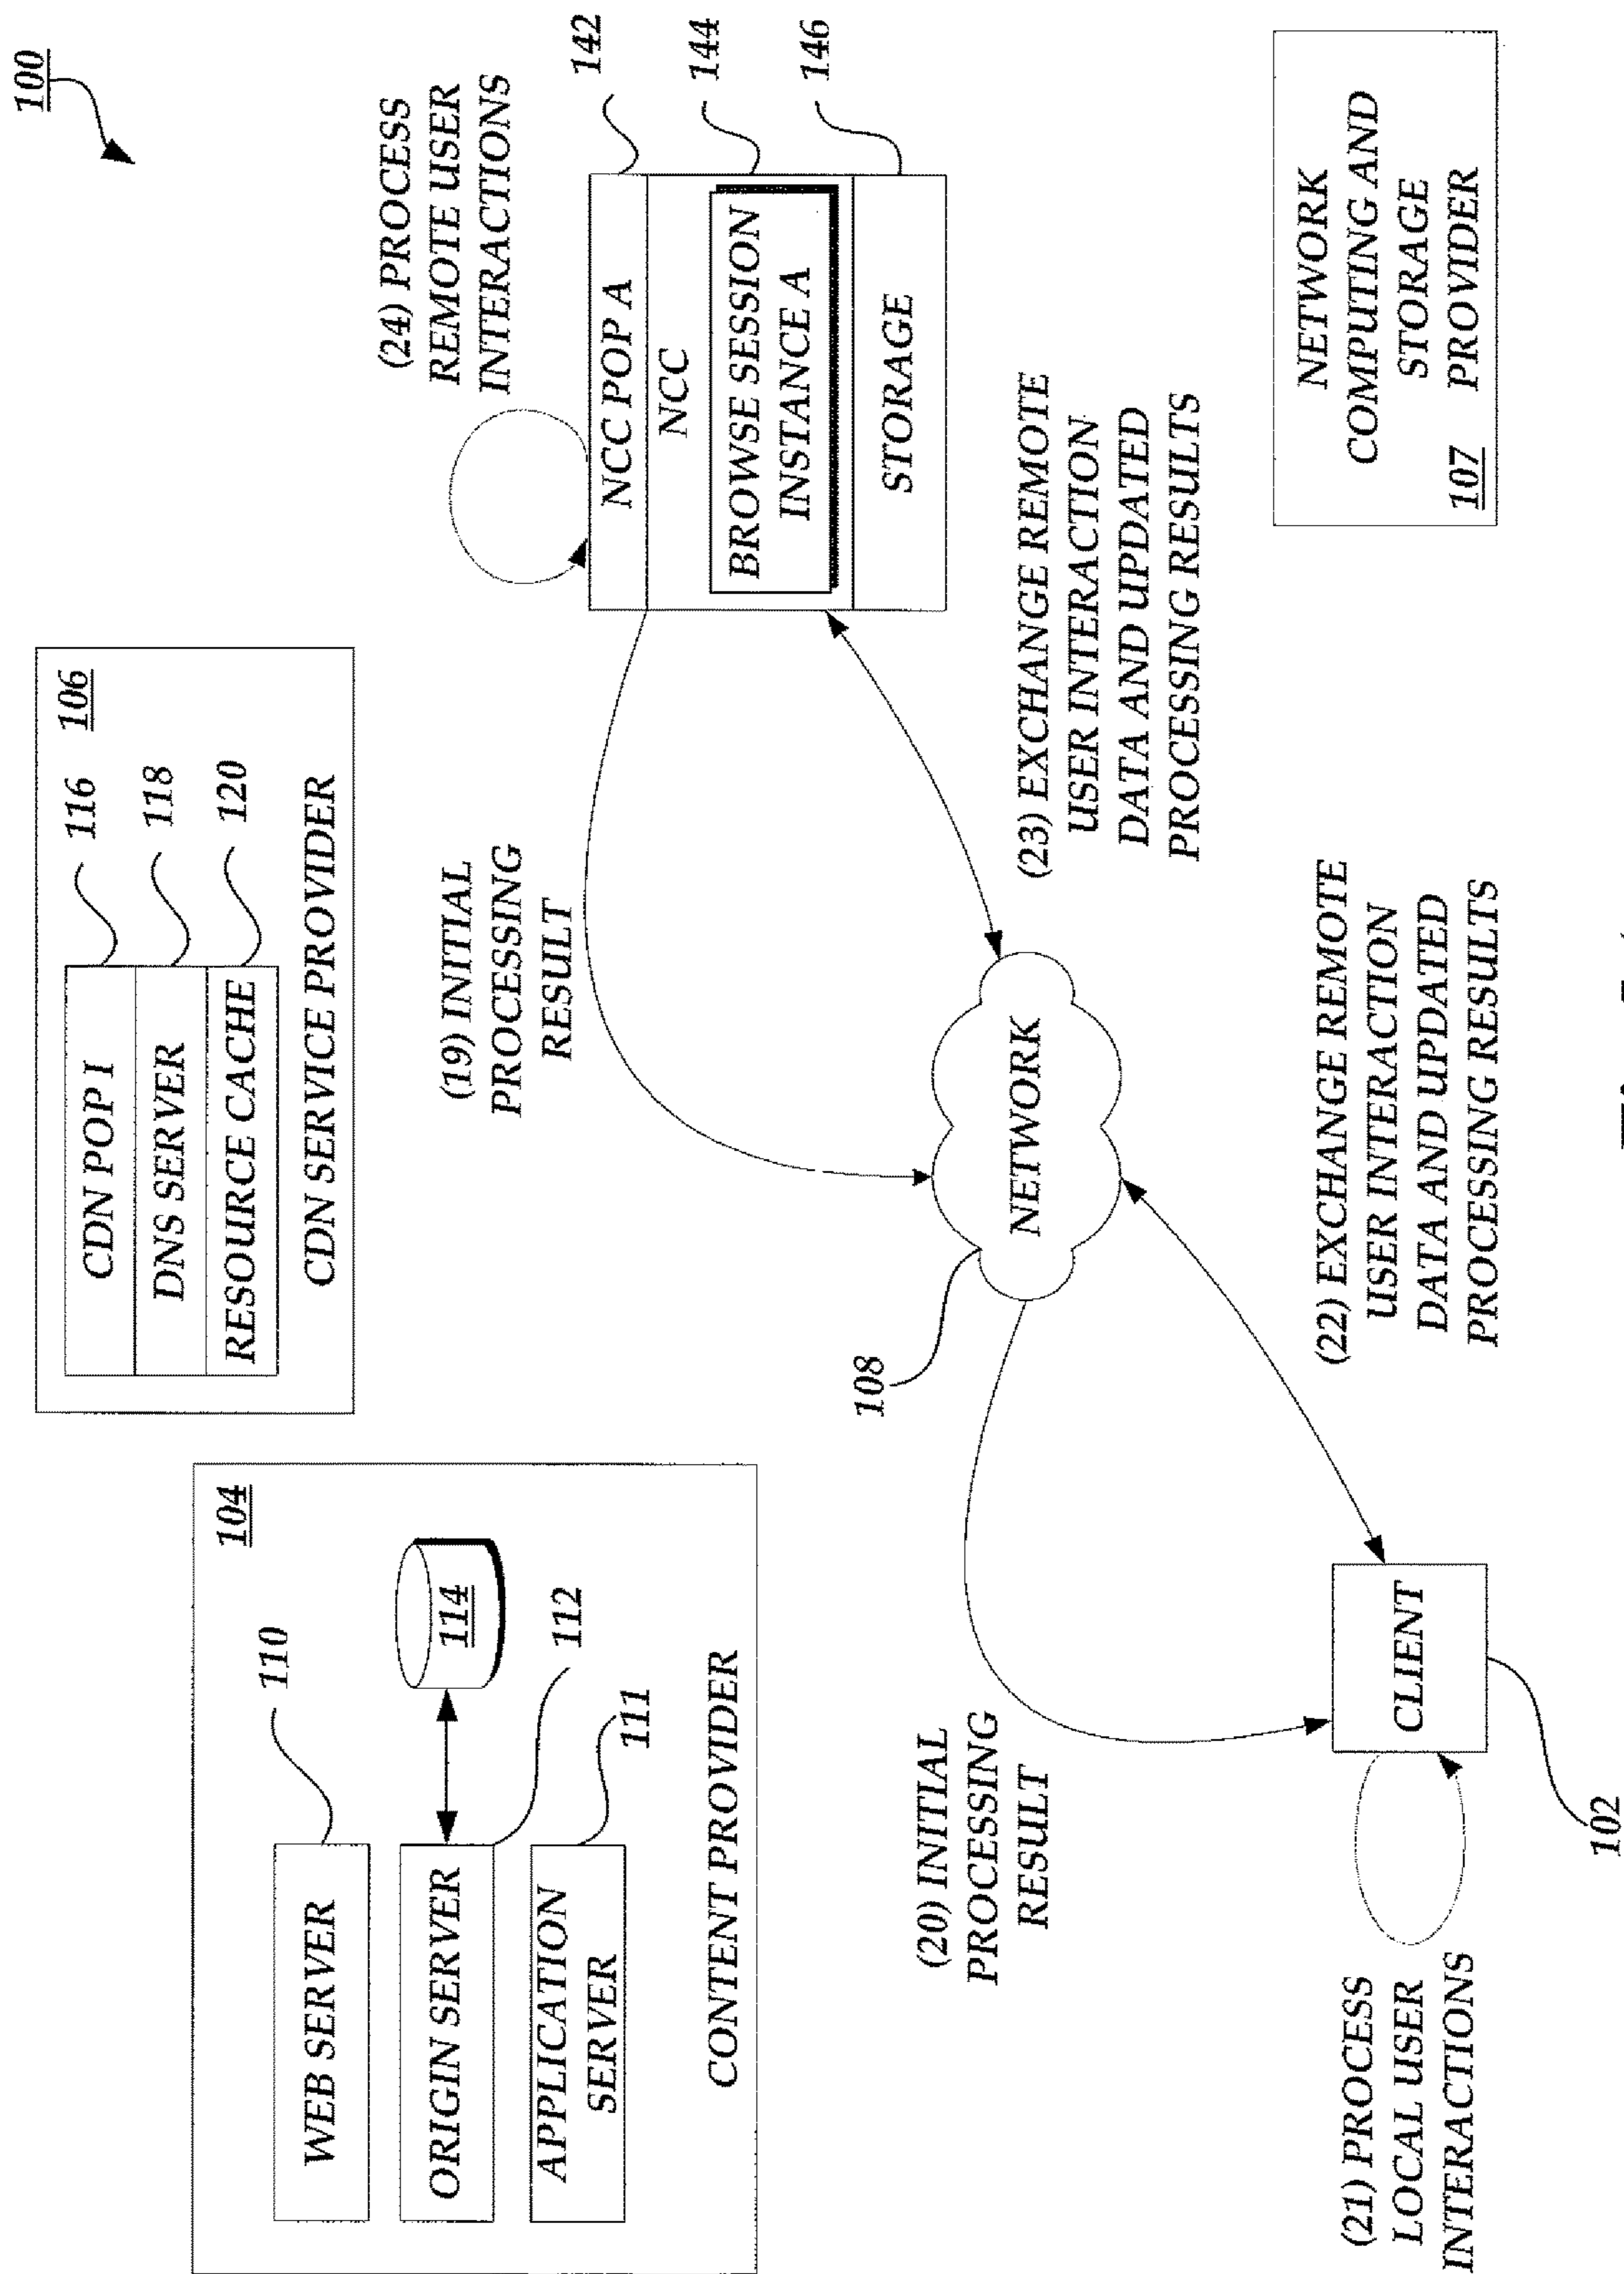 100
104
WEB SERVER
110
ORIGIN SERVER
114
112
APPLICATION
SERVER
111
CONTENT PROVIDER
106
CDN POP I
116
DNS SERVER
118
RESOURCE CACHE
120
CDN SERVICE PROVIDER
(24) PROCESS
REMOTE USER
INTERACTIONS
NCC POP A
142
NCC
144
BROWSE SESSION
INSTANCE A
STORAGE
146
(19) INITIAL
PROCESSING
RESULT
(20) INITIAL
PROCESSING
RESULT
108
NETWORK
(23) EXCHANGE REMOTE
USER INTERACTION
DATA AND UPDATED
PROCESSING RESULTS
(21) PROCESS
LOCAL USER
INTERACTIONS
CLIENT
102
(22) EXCHANGE REMOTE
USER INTERACTION
DATA AND UPDATED
PROCESSING RESULTS
NETWORK
COMPUTING AND
STORAGE
107 PROVIDER